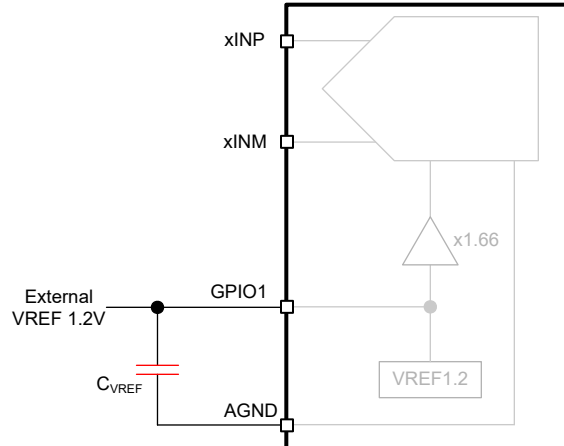 xINP
xINM
x1.66
GPIO1
External
VREF 1.2V
VREF1.2
CVREF
AGND